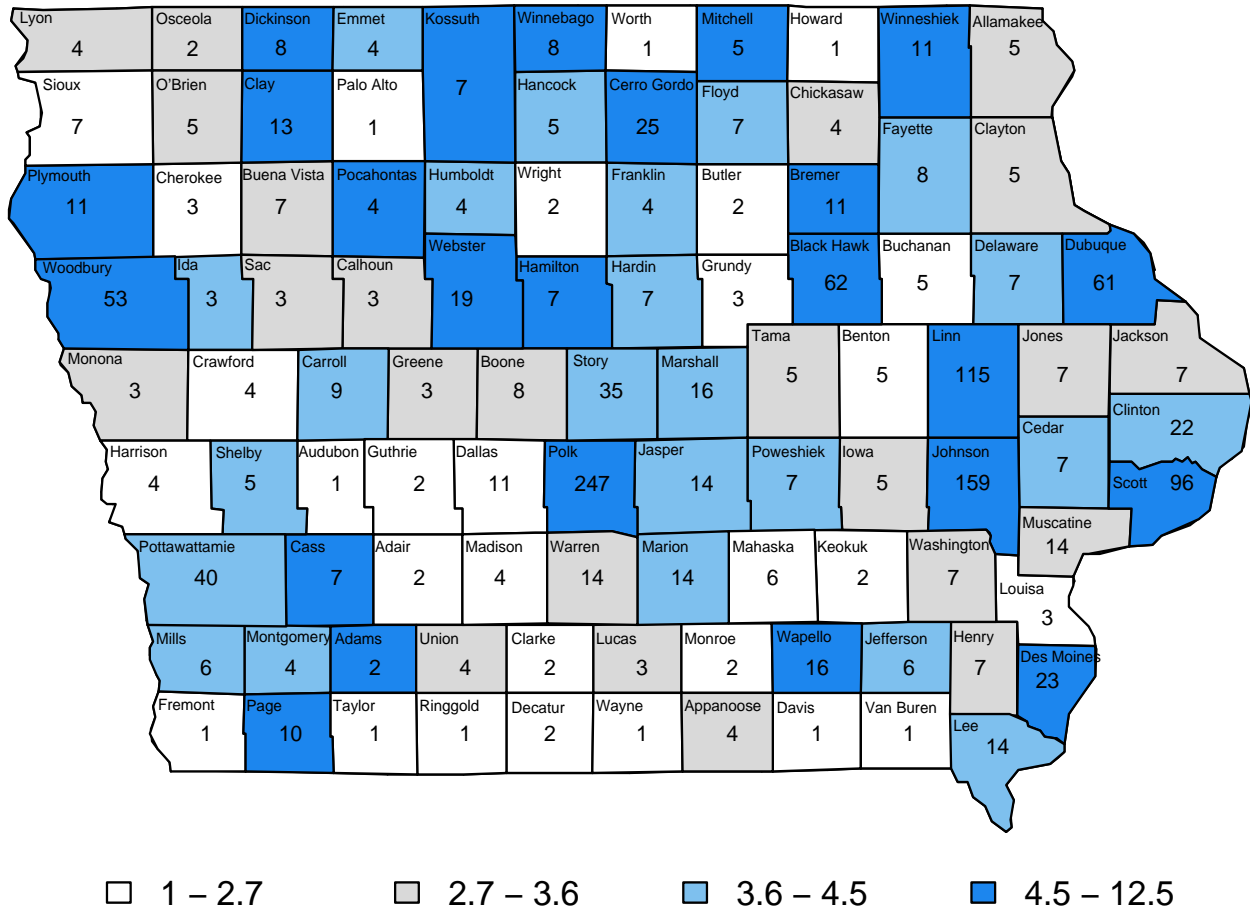 Lyon Osceola Dickinson Emmet Kossuth Winnebago Worth Mitchell Howard Winneshiek Allamakee
4 2 8 4 7 8 1 5 1 11 5
Sioux O'Brien Clay Palo Alto Hancock Cerro Gordo Floyd Chickasaw
7 5 13 1 5 25 7 4
Fayette Clayton
8 5
Plymouth Cherokee Buena Vista Pocahontas Humboldt Wright Franklin Butler Bremer
11 3 7 4 4 2 4 2 11
Woodbury Ida Sac Calhoun Webster Hamilton Hardin Grundy Black Hawk Buchanan Delaware Dubuque
53 3 3 3 19 7 7 3 62 5 7 61
Monona Crawford Carroll Greene Boone Story Marshall Tama Benton Linn Jones Jackson
3 4 9 3 8 35 16 5 5 115 7 7
Clinton
22
Harrison Shelby Audubon Guthrie Dallas Polk Jasper Poweshiek Iowa Johnson Cedar Scott
4 5 1 2 11 247 14 7 5 159 7 96
Muscatine
14
Pottawattamie Cass Adair Madison Warren Marion Mahaska Keokuk Washington
40 7 2 4 14 14 6 2 7
Louisa
3
Mills Montgomery Adams Union Clarke Lucas Monroe Wapello Jefferson Henry Des Moines
6 4 2 4 2 3 2 16 6 7 23
Fremont Page Taylor Ringgold Decatur Wayne Appanoose Davis Van Buren Lee
1 10 1 1 2 1 4 1 1 14
1 – 2.7 2.7 – 3.6 3.6 – 4.5 4.5 – 12.5